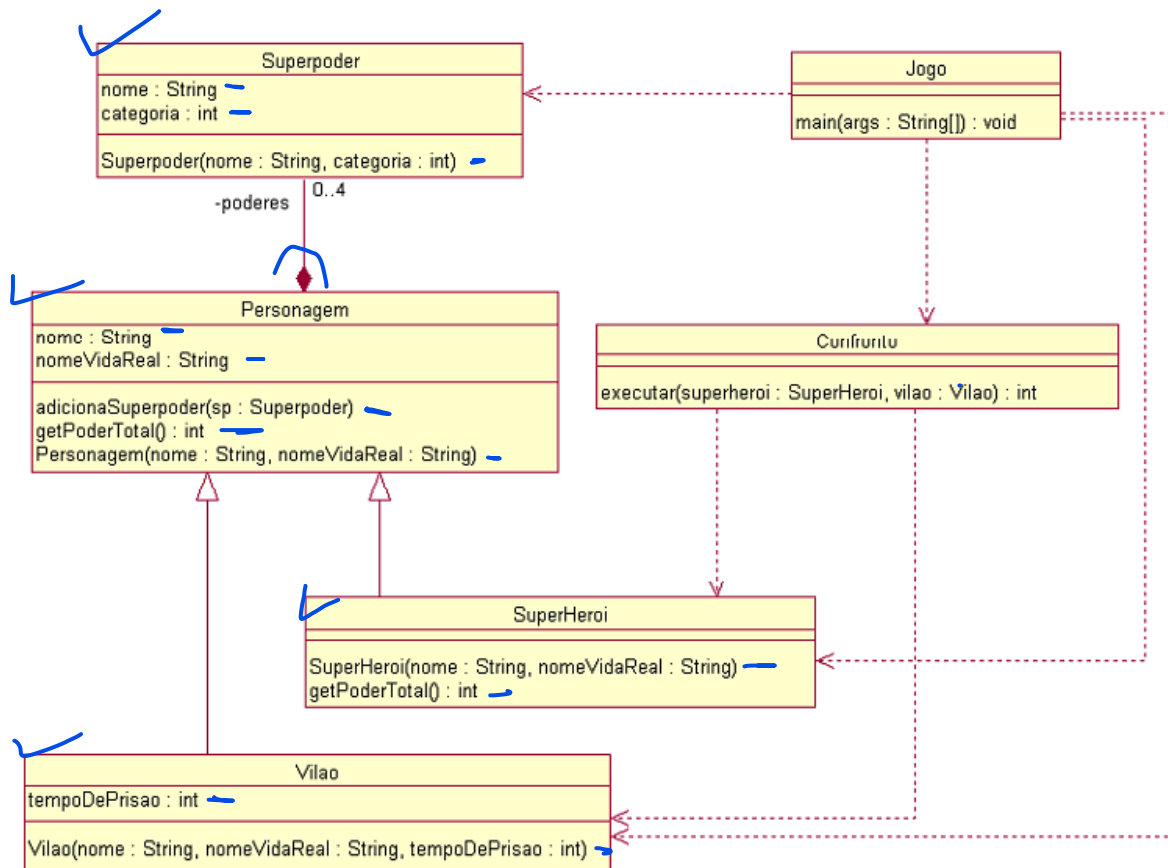 Superpoder
nome : String
categoria : int
Superpoder(nome : String, categoria : int)
0..4
-poderes
Jogo
main(args : String[]) : void
Personagem
nome : String
nomeVidaReal : String
adicionaSuperpoder(sp : Superpoder)
getPoderTotal() : int
Personagem(nome : String, nomeVidaReal : String)
Confronto
executar(superheroi : SuperHeroi, vilao : Vilao) : int
SuperHeroi
SuperHeroi(nome : String, nomeVidaReal : String)
getPoderTotal() : int
Vilao
tempoDePrisao : int
Vilao(nome : String, nomeVidaReal : String, tempoDePrisao : int)